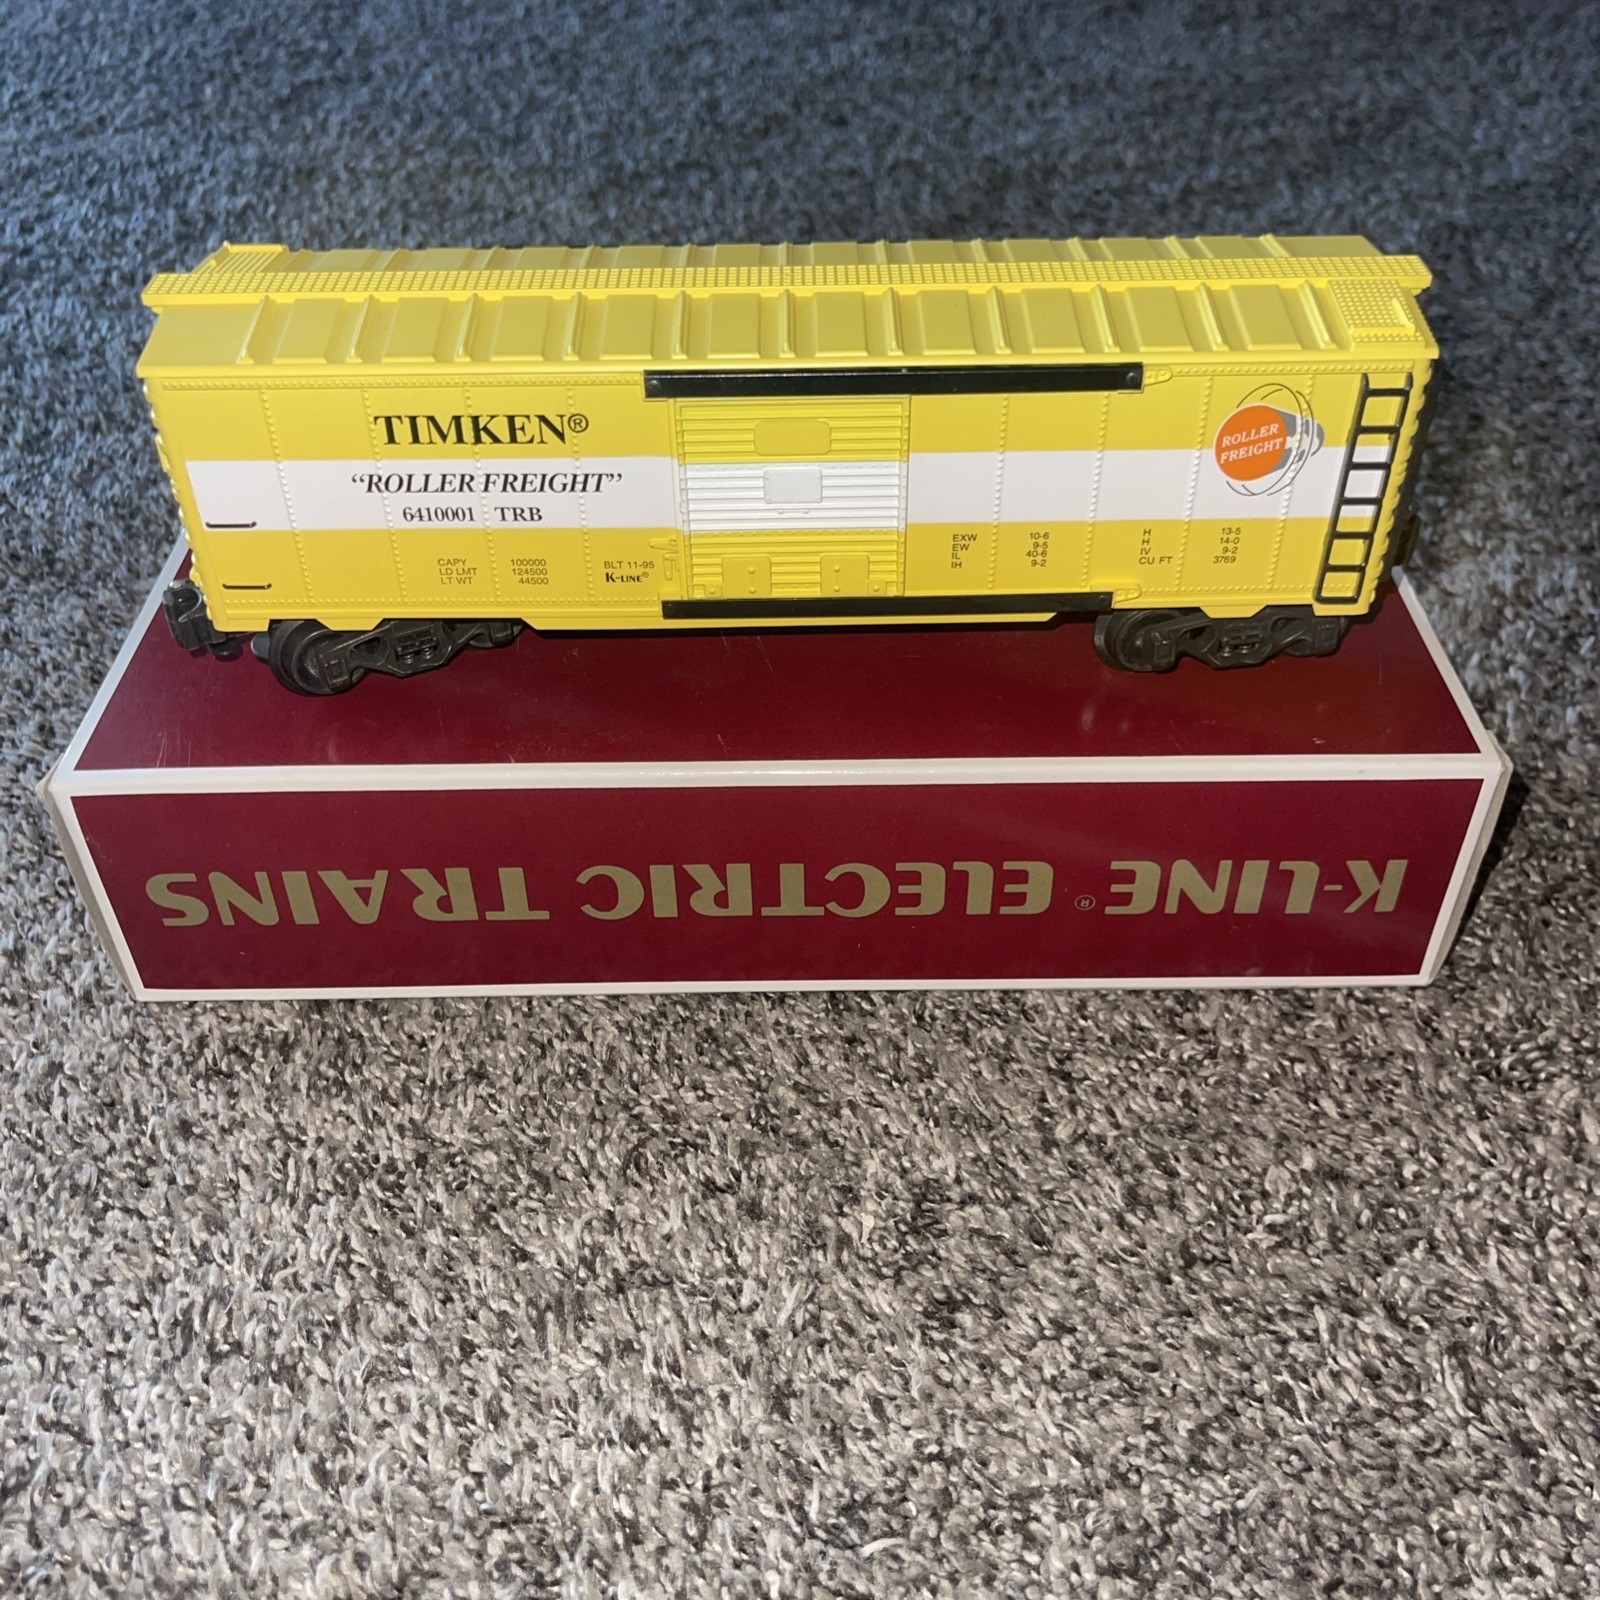 TIMKEN®
“ROLLER FREIGHT”
6410001 TRB
CAPY 100000
LD LMT 124500
LT WT 44500
BLT 11-95
K-LINE®
EXW 10-6
EW 9-5
IL 40-6
IH 9-2
H 13-5
H 14-0
IV 9-2
CU FT 3769
ROLLER
FREIGHT
K-LINE® ELECTRIC TRAINS